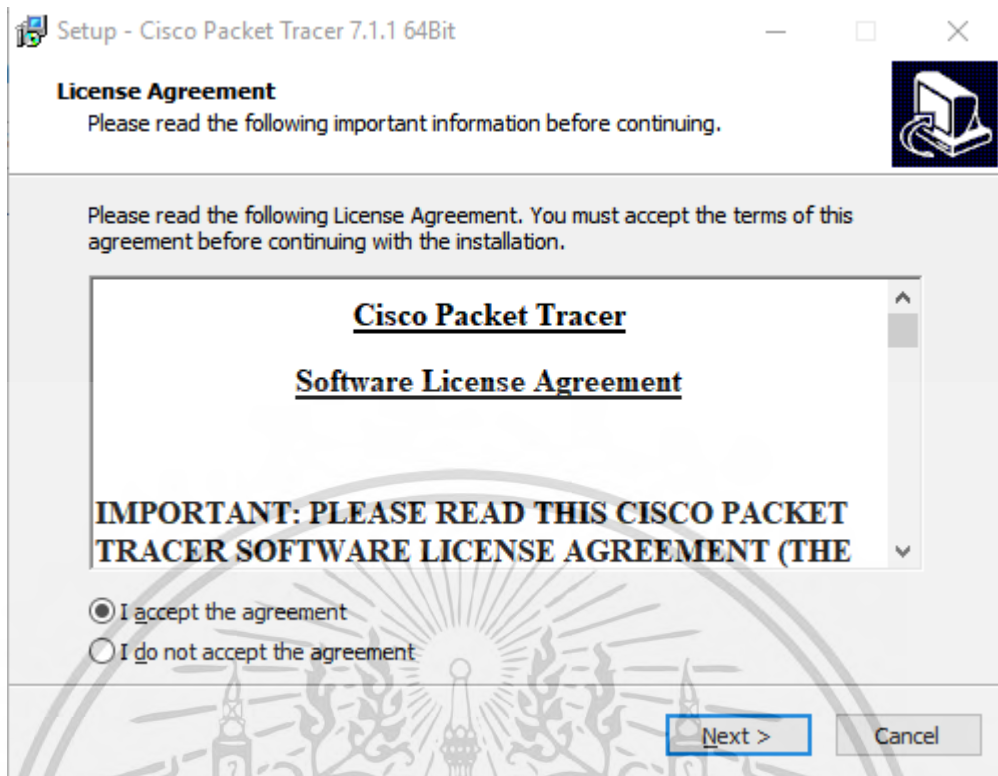 Setup - Cisco Packet Tracer 7.1.1 64Bit
License Agreement
Please read the following important information before continuing.
Please read the following License Agreement. You must accept the terms of this
agreement before continuing with the installation.
Cisco Packet Tracer
Software License Agreement
IMPORTANT: PLEASE READ THIS CISCO PACKET
TRACER SOFTWARE LICENSE AGREEMENT (THE
I accept the agreement
I do not accept the agreement
Next >
Cancel